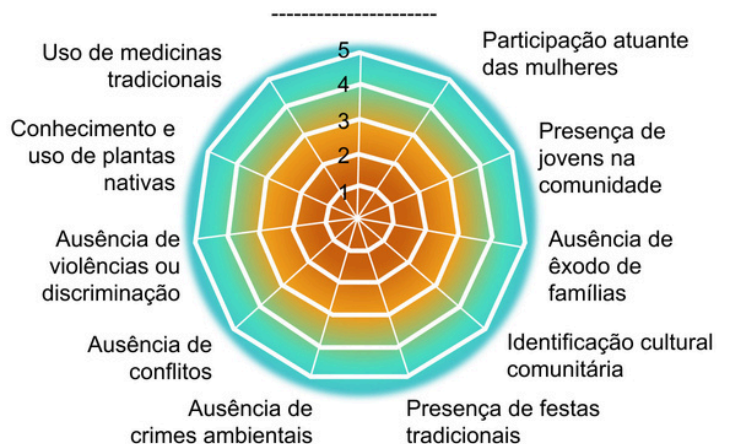 -----------------------
Uso de medicinas
tradicionais
Participação atuante
das mulheres
5
4
3
2
1
Conhecimento e
uso de plantas
nativas
Presença de
jovens na
comunidade
Ausência de
violências ou
discriminação
Ausência de
êxodo de
famílias
Ausência de
conflitos
Identificação cultural
comunitária
Ausência de
crimes ambientais
Presença de festas
tradicionais